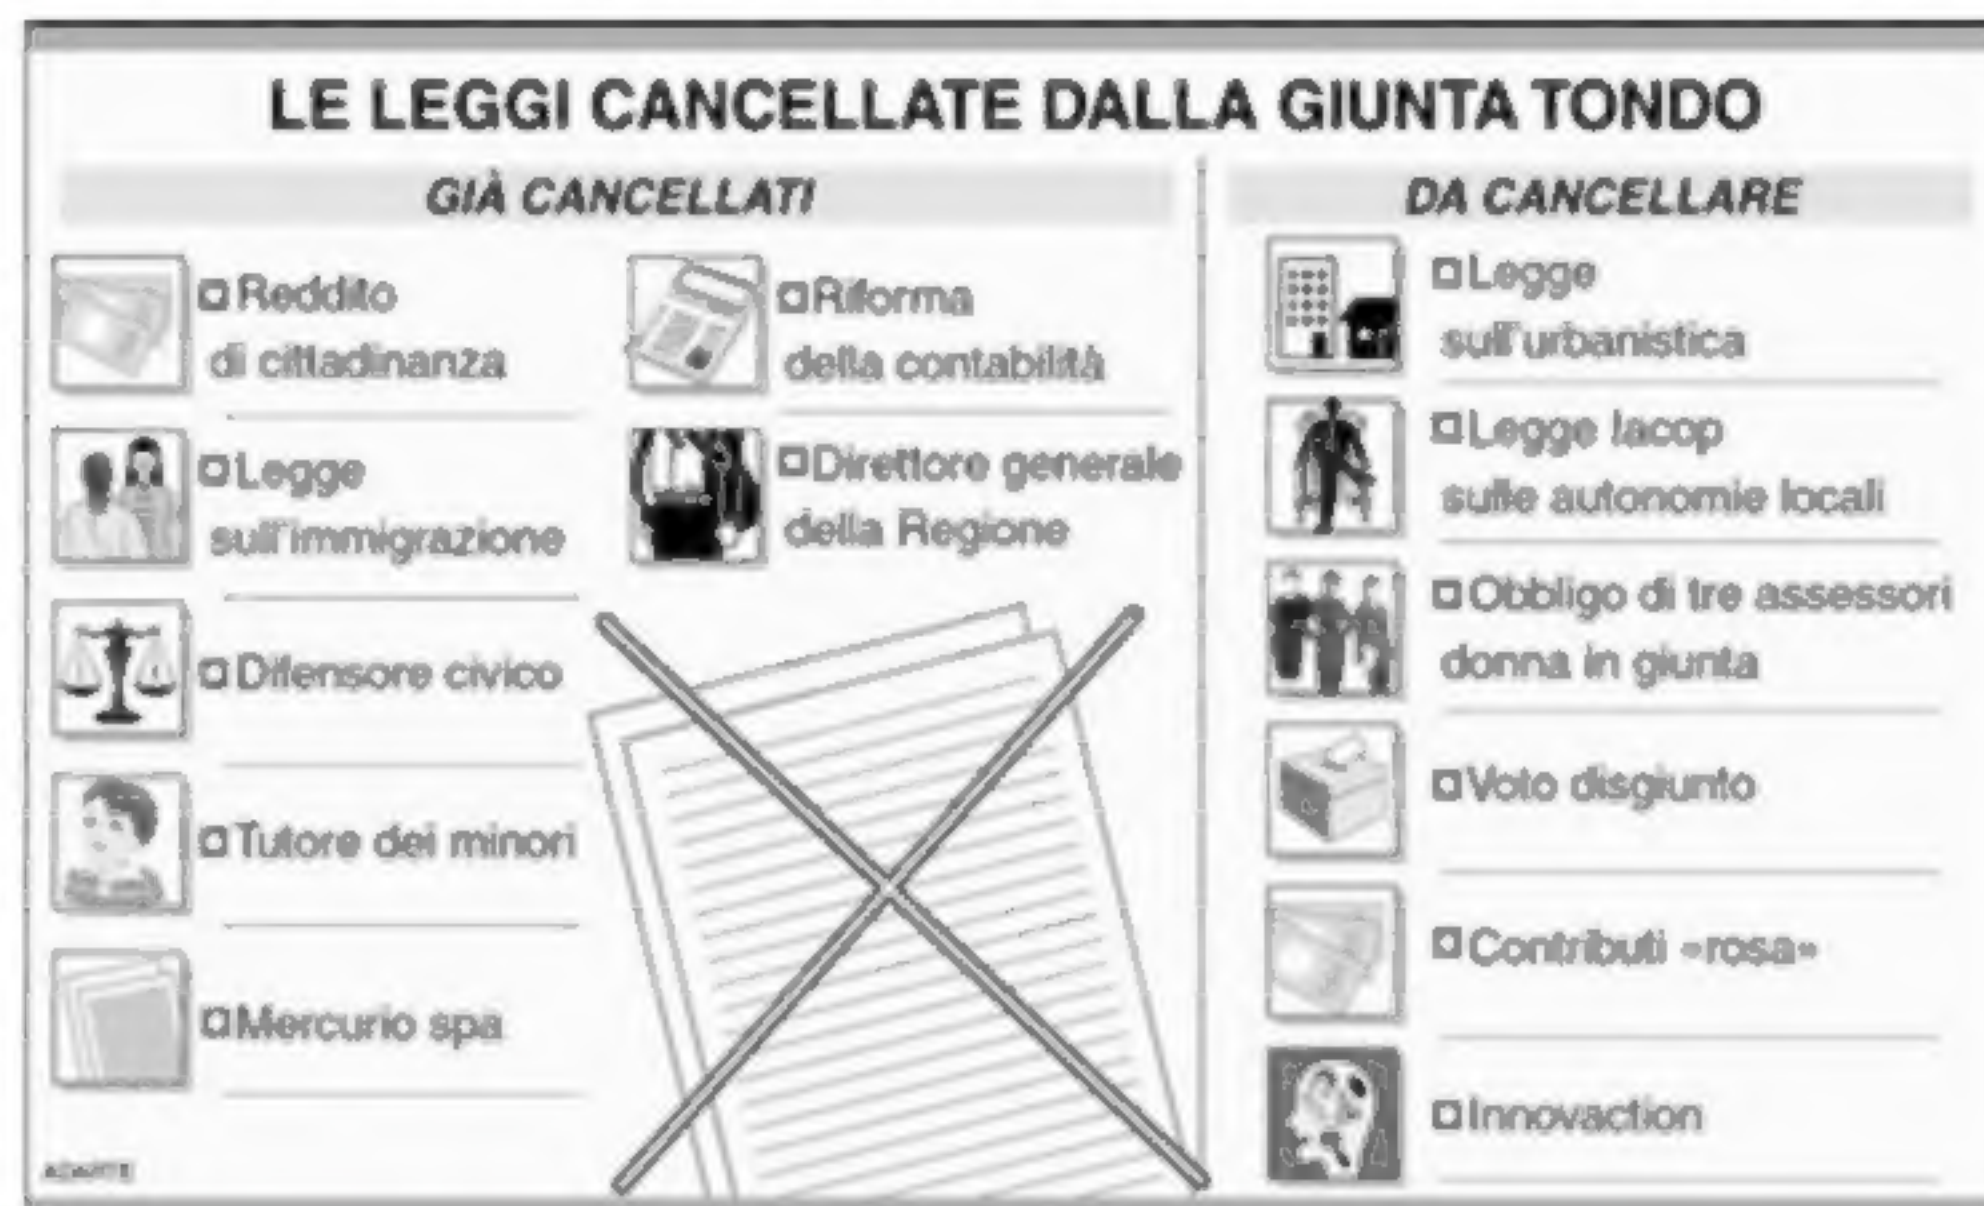 LE LEGGI CANCELLATE DALLA GIUNTA TONDO
GIÀ CANCELLATI
Reddito
di cittadinanza
Legge
sull'immigrazione
Difensore civico
Tutore dei minori
Mercurio spa
Riforma
della contabilità
Direttore generale
della Regione
DA CANCELLARE
Legge
sull'urbanistica
Legge Iacop
sulle autonomie locali
Obbligo di tre assessori
donna in giunta
Voto disgiunto
Contributi «rosa»
Innovaction